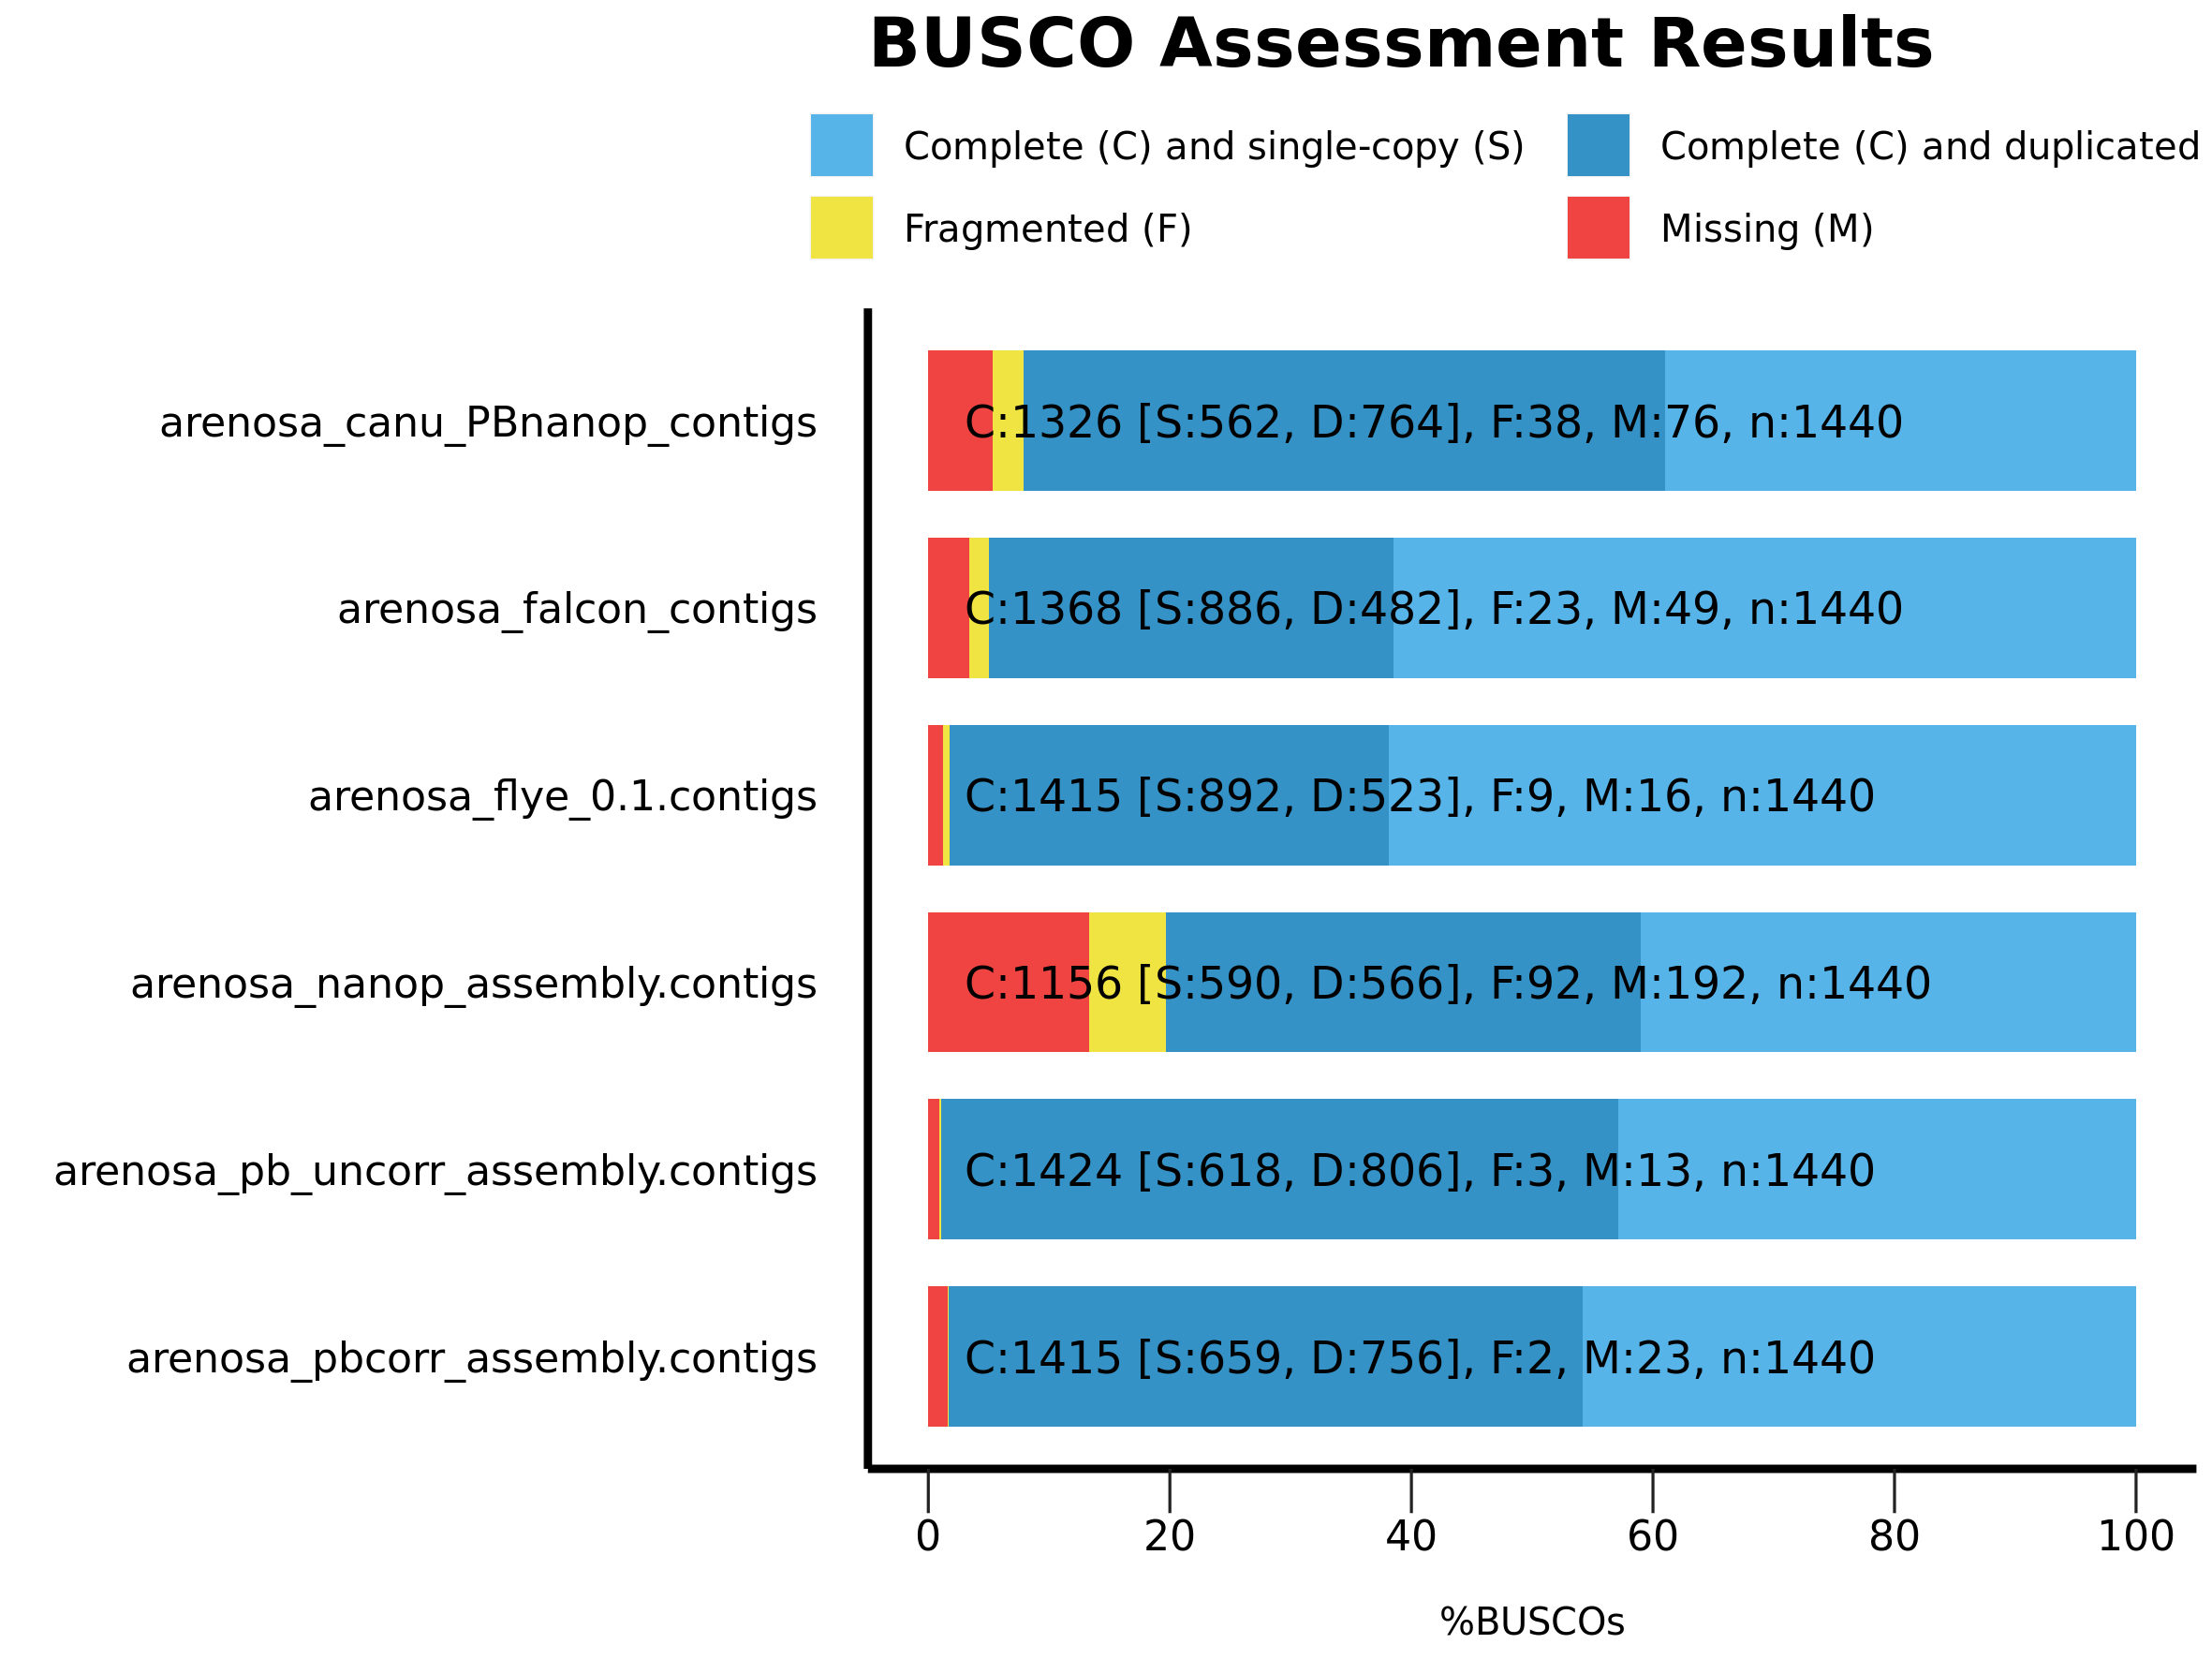 BUSCO Assessment Results
Complete (C) and single-copy (S)
Complete (C) and duplicated
Fragmented (F)
Missing (M)
arenosa_canu_PBnanop_contigs
C:1326 [S:562, D:764], F:38, M:76, n:1440
arenosa_falcon_contigs
C:1368 [S:886, D:482], F:23, M:49, n:1440
arenosa_flye_0.1.contigs
C:1415 [S:892, D:523], F:9, M:16, n:1440
arenosa_nanop_assembly.contigs
C:1156 [S:590, D:566], F:92, M:192, n:1440
arenosa_pb_uncorr_assembly.contigs
C:1424 [S:618, D:806], F:3, M:13, n:1440
arenosa_pbcorr_assembly.contigs
C:1415 [S:659, D:756], F:2, M:23, n:1440
0 20 40 60 80 100
%BUSCOs